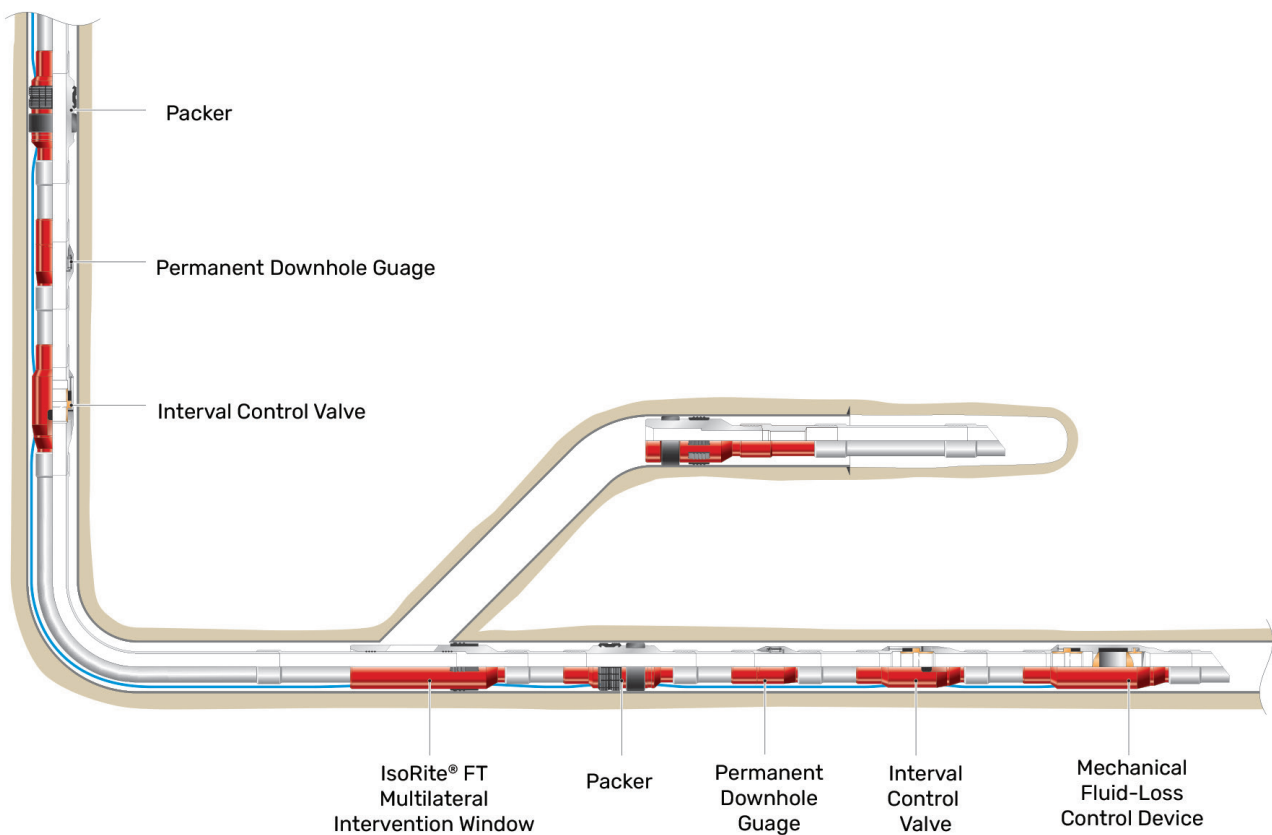 Packer
Permanent Downhole Guage
Interval Control Valve
IsoRite® FT
Multilateral
Intervention Window
Packer
Permanent
Downhole
Guage
Interval
Control
Valve
Mechanical
Fluid-Loss
Control Device